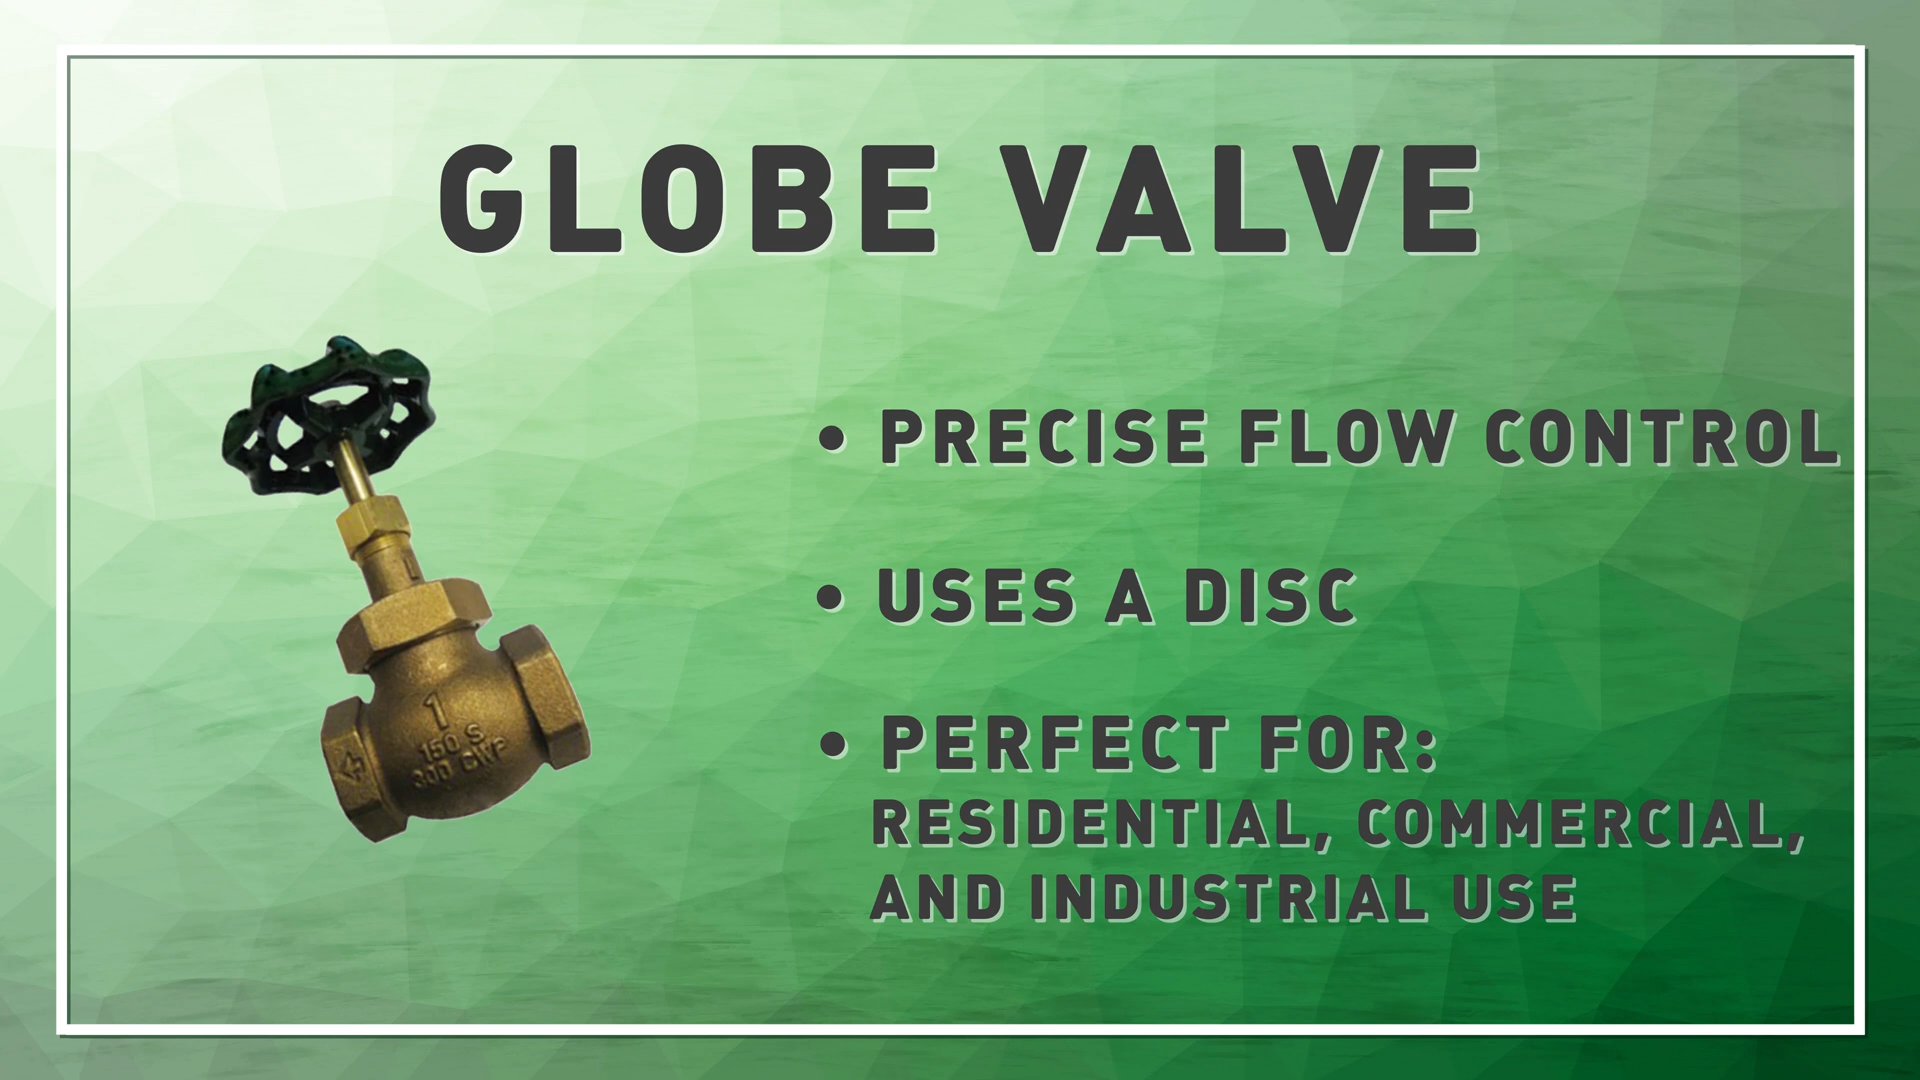 GLOBE VALVE
• PRECISE FLOW CONTROL
• USES A DISC
• PERFECT FOR:
RESIDENTIAL, COMMERCIAL,
AND INDUSTRIAL USE
1
150 S
300 CWP